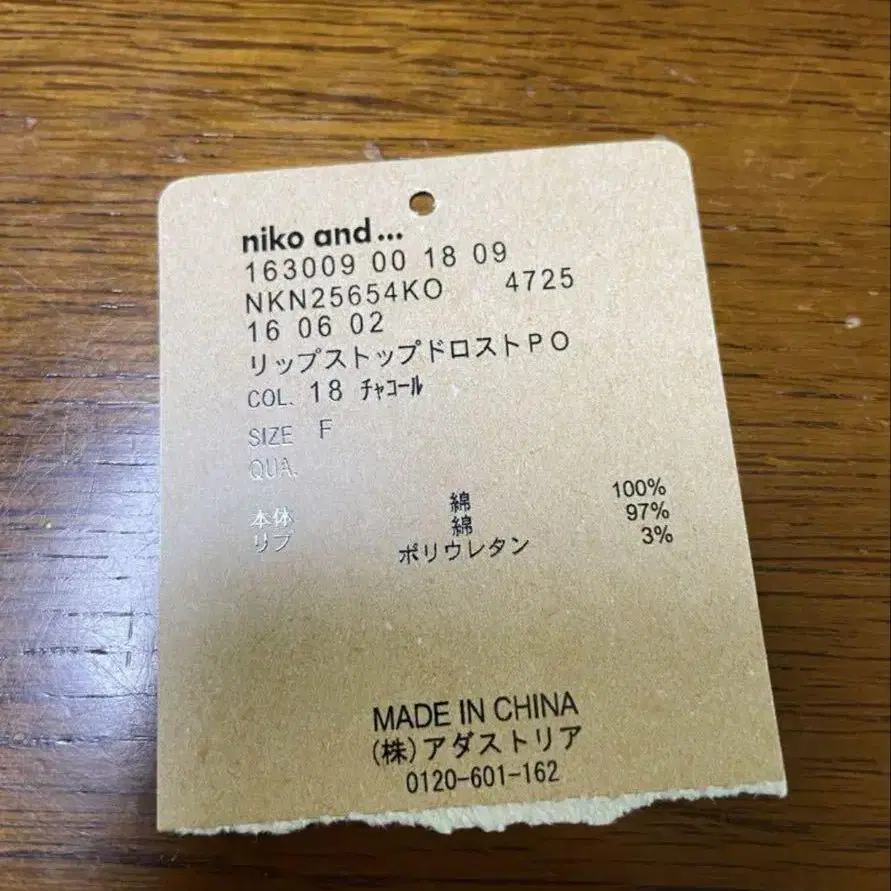 niko and...
163009 00 18 09
NKN25654KO 4725
16 06 02
リップストップドロストPO
COL. 18 ﾁｬｺｰﾙ
SIZE F
QUA.
本体 綿 100%
リブ 綿 97%
ポリウレタン 3%
MADE IN CHINA
(株)アダストリア
0120-601-162